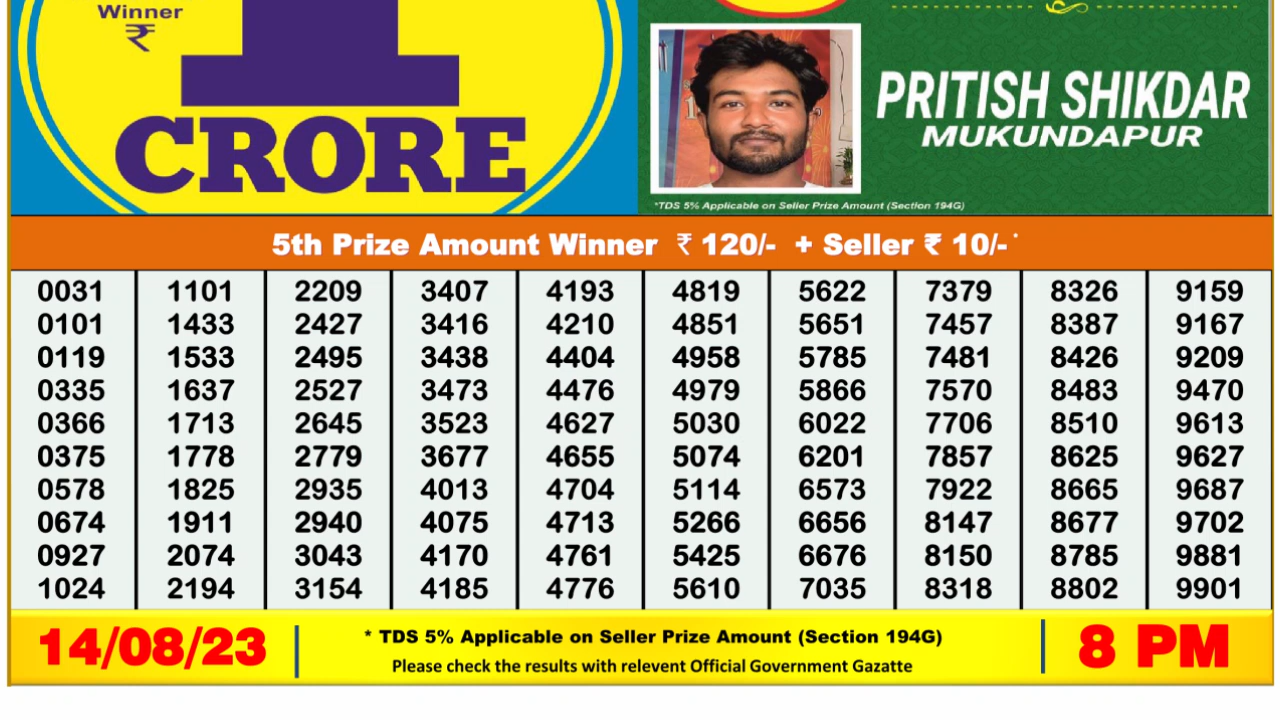 Winner
₹
1
CRORE
PRITISH SHIKDAR
MUKUNDAPUR
*TDS 5% Applicable on Seller Prize Amount (Section 194G)
5th Prize Amount Winner ₹ 120/- + Seller ₹ 10/-*
0031 1101 2209 3407 4193 4819 5622 7379 8326 9159
0101 1433 2427 3416 4210 4851 5651 7457 8387 9167
0119 1533 2495 3438 4404 4958 5785 7481 8426 9209
0335 1637 2527 3473 4476 4979 5866 7570 8483 9470
0366 1713 2645 3523 4627 5030 6022 7706 8510 9613
0375 1778 2779 3677 4655 5074 6201 7857 8625 9627
0578 1825 2935 4013 4704 5114 6573 7922 8665 9687
0674 1911 2940 4075 4713 5266 6656 8147 8677 9702
0927 2074 3043 4170 4761 5425 6676 8150 8785 9881
1024 2194 3154 4185 4776 5610 7035 8318 8802 9901
14/08/23
* TDS 5% Applicable on Seller Prize Amount (Section 194G)
Please check the results with relevent Official Government Gazatte
8 PM